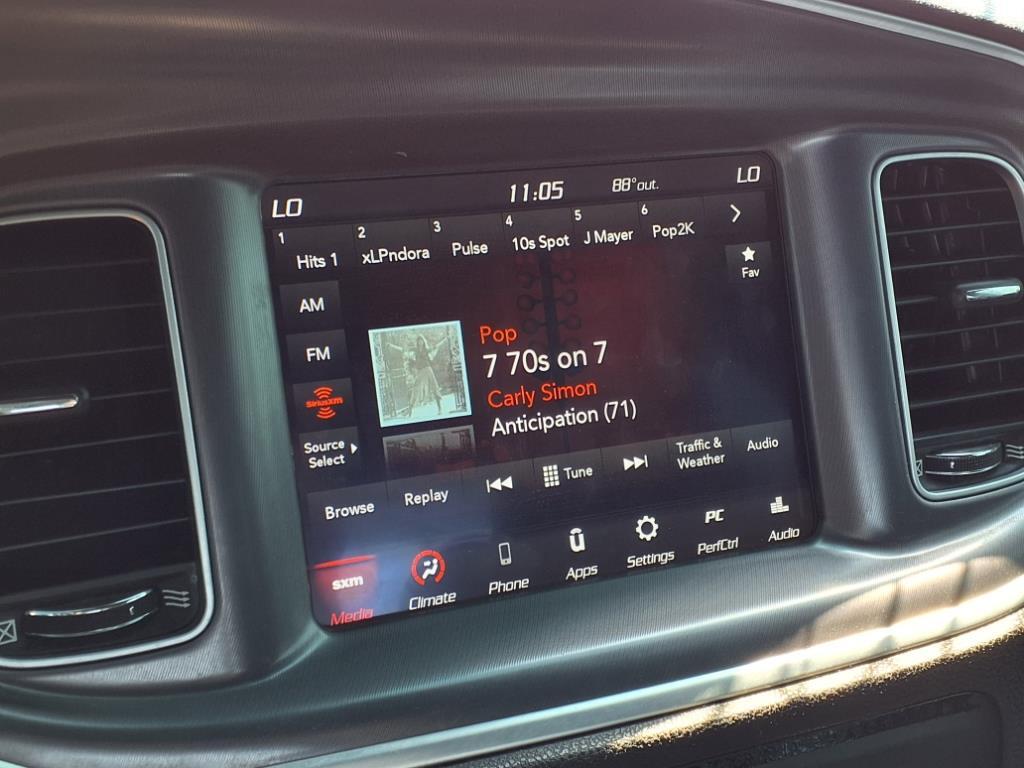 LO 11:05 88°out. LO
1 Hits 1 2 xLPndora 3 Pulse 4 10s Spot 5 J Mayer 6 Pop2K
Fav
AM
FM
SiriusXM
Source
Select
Pop
7 70s on 7
Carly Simon
Anticipation (71)
Browse Replay Tune Traffic &
Weather Audio
sxm
Media Climate Phone
û
Apps Settings
PC
PerfCtrl Audio